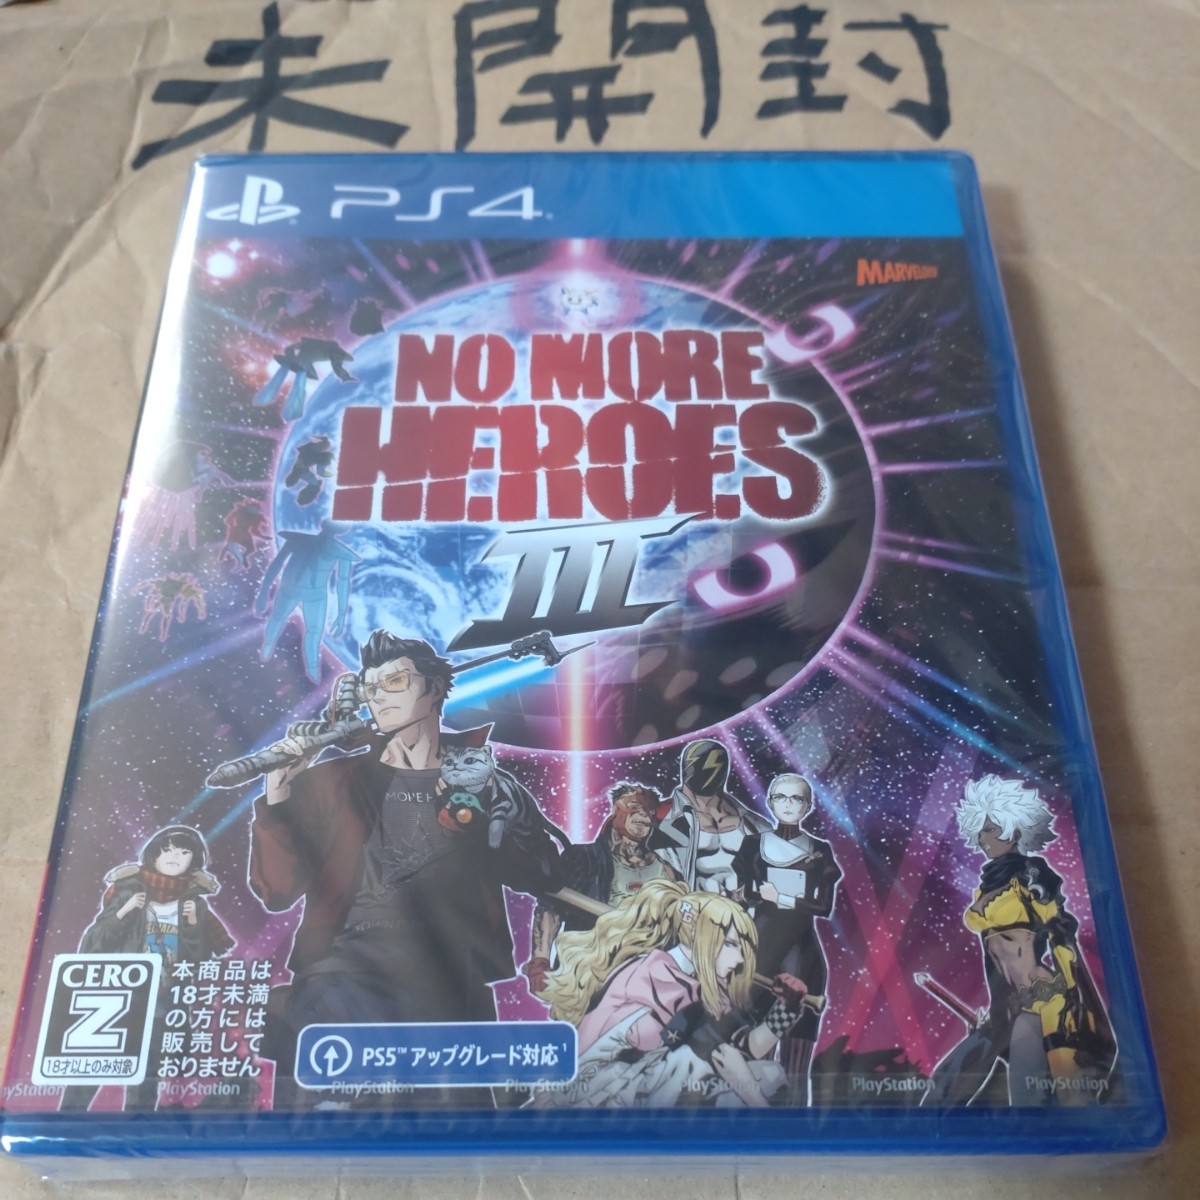 未開封
PS4
MARVELOUS!
NO MORE
HEROES
III
CERO
Z
18才以上のみ対象
本商品は
18才未満
の方には
販売して
おりません
PS5™ アップグレード対応¹
PlayStation PlayStation PlayStation PlayStation PlayStation PlayStation